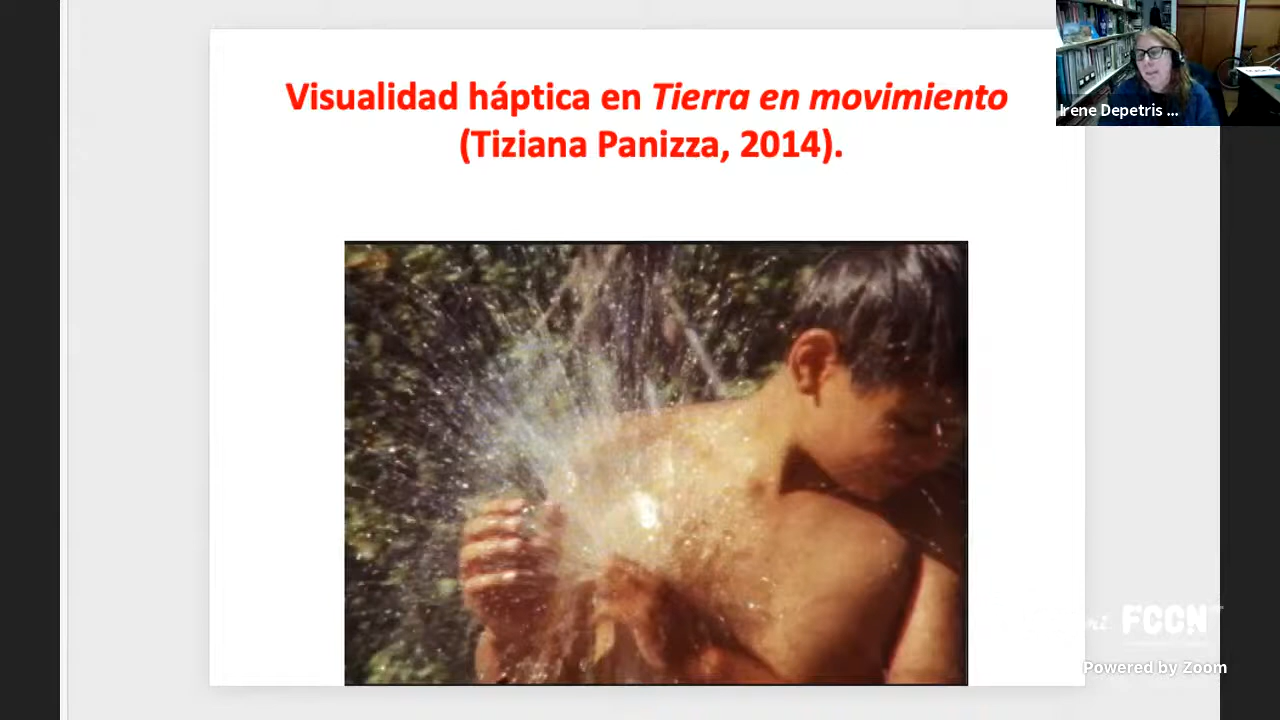 Visualidad háptica en Tierra en movimiento
(Tiziana Panizza, 2014).
Irene Depetris ...
FCCN
Powered by Zoom